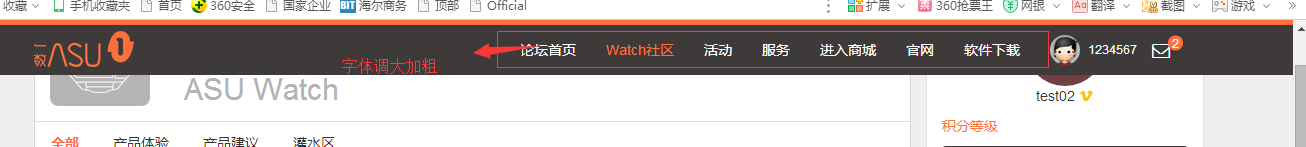 收藏 手机收藏夹 首页 360安全 国家企业 BIT 海尔商务 顶部 Official 扩展 360抢票王 网银 Aa 翻译 截图 游戏 »
一数 ASU 论坛首页 Watch社区 活动 服务 进入商城 官网 软件下载 1234567 2
字体调大加粗
ASU Watch
test02
积分等级
全部 产品体验 产品建议 灌水区